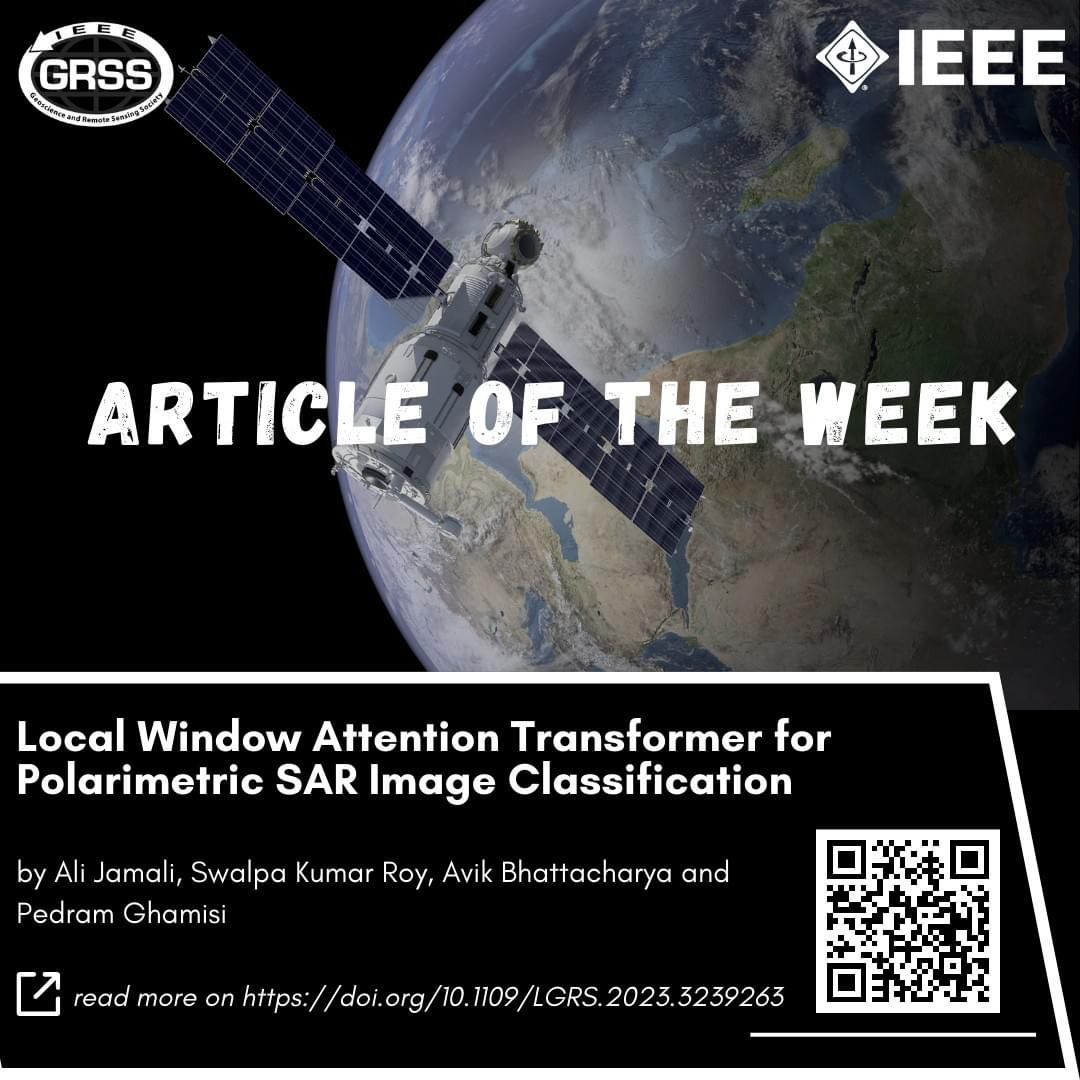 IEEE
GRSS
Geoscience and Remote Sensing Society
IEEE
ARTICLE OF THE WEEK
Local Window Attention Transformer for
Polarimetric SAR Image Classification
by Ali Jamali, Swalpa Kumar Roy, Avik Bhattacharya and
Pedram Ghamisi
read more on https://doi.org/10.1109/LGRS.2023.3239263